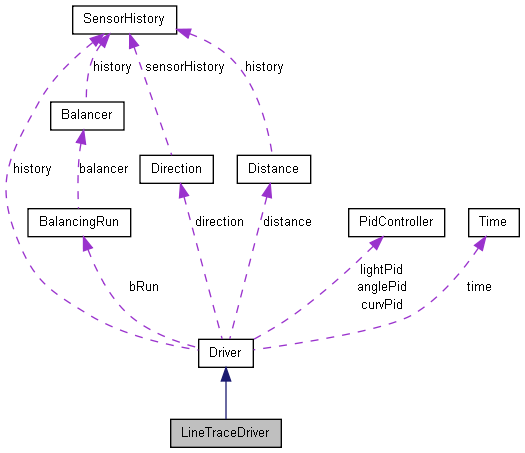 SensorHistory
history
sensorHistory
history
Balancer
history
balancer
Direction
Distance
BalancingRun
direction
distance
PidController
Time
lightPid
anglePid
curvPid
bRun
time
Driver
LineTraceDriver